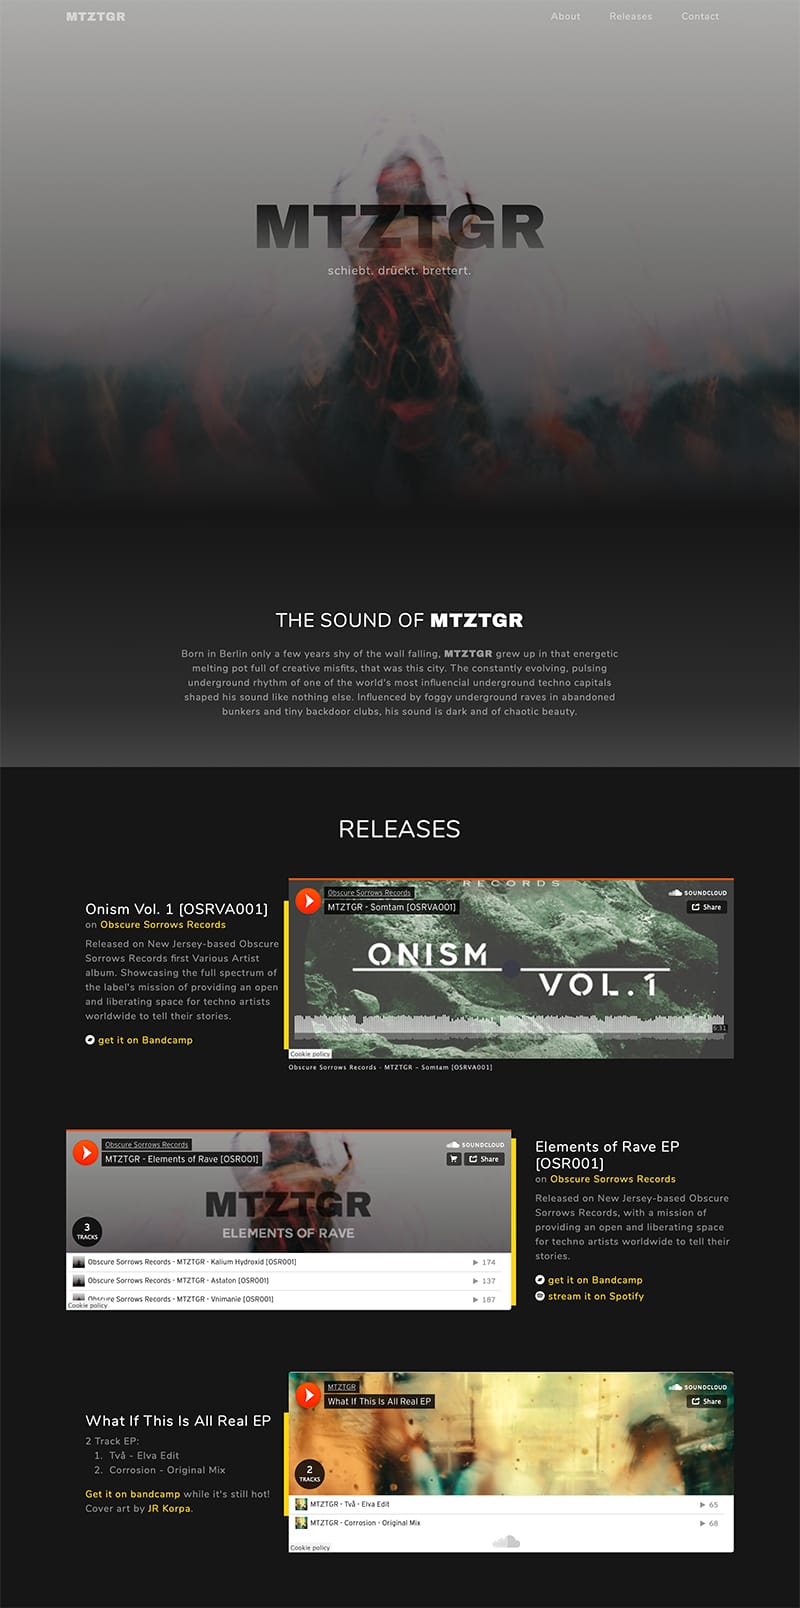 MTZTGR
About Releases Contact
MTZTGR
schiebt. drückt. brettert.
THE SOUND OF MTZTGR
Born in Berlin only a few years shy of the wall falling, MTZTGR grew up in that energetic
melting pot full of creative misfits, that was this city. The constantly evolving, pulsing
underground rhythm of one of the world's most influencial underground techno capitals
shaped his sound like nothing else. Influenced by foggy underground raves in abandoned
bunkers and tiny backdoor clubs, his sound is dark and of chaotic beauty.
RELEASES
Onism Vol. 1 [OSRVA001]
on Obscure Sorrows Records
Released on New Jersey-based Obscure
Sorrows Records first Various Artist
album. Showcasing the full spectrum of
the label's mission of providing an open
and liberating space for techno artists
worldwide to tell their stories.
get it on Bandcamp
RECORDS
Obscure Sorrows Records
MTZTGR - Somtam [OSRVA001]
SOUNDCLOUD
Share
ONISM
VOL.1
6:31
Cookie policy
Obscure Sorrows Records · MTZTGR - Somtam [OSRVA001]
Obscure Sorrows Records
MTZTGR - Elements of Rave [OSR001]
SOUNDCLOUD
Share
MTZTGR
ELEMENTS OF RAVE
3
TRACKS
Obscure Sorrows Records - MTZTGR - Kalium Hydroxid [OSR001] 174
Obscure Sorrows Records - MTZTGR - Astaton [OSR001] 137
Obscure Sorrows Records - MTZTGR - Vnimanie [OSR001] 187
Cookie policy
Elements of Rave EP
[OSR001]
on Obscure Sorrows Records
Released on New Jersey-based Obscure
Sorrows Records, with a mission of
providing an open and liberating space
for techno artists worldwide to tell their
stories.
get it on Bandcamp
stream it on Spotify
What If This Is All Real EP
2 Track EP:
1. Två - Elva Edit
2. Corrosion - Original Mix
Get it on bandcamp while it's still hot!
Cover art by JR Korpa.
MTZTGR
What If This Is All Real EP
SOUNDCLOUD
Share
2
TRACKS
MTZTGR - Två - Elva Edit 65
MTZTGR - Corrosion - Original Mix 68
Cookie policy